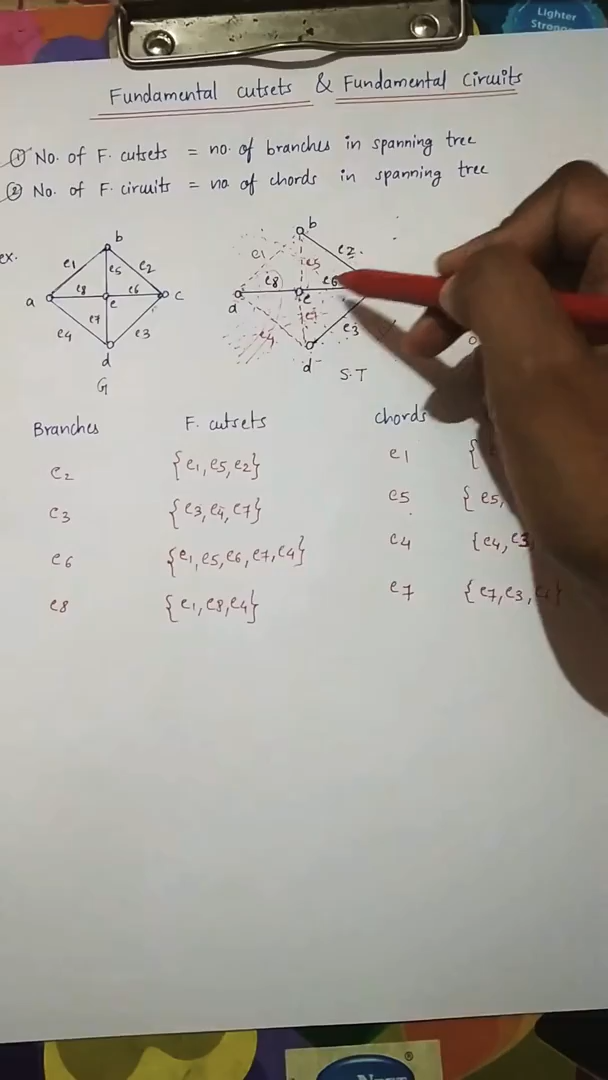 Lighter
Stron
Fundamental cutsets & Fundamental Circuits
① No. of F. cutsets = no. of branches in spanning tree
② No. of F. circuits = no of chords in spanning tree
ex.
b
e1 e5 e2
a e8 e e6 c
e7
e4 e3
d
G
b
e1 e2
e5
e8 e6
a e
e4 e3
d
S.T
Branches F. cutsets chords
e2 {e1, e5, e2} e1 {
e3 {e3, e4, e7} e5 {e5,
e6 {e1, e5, e6, e7, e4} e4 {e4, e3,
e8 {e1, e8, e4} e7 {e7, e3,